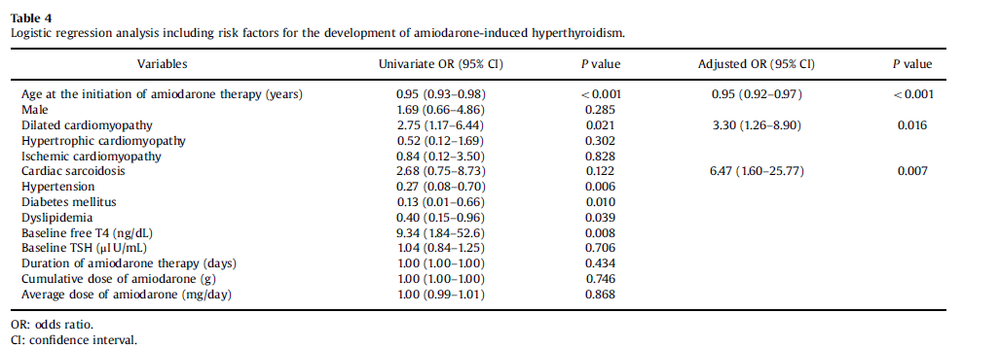 Table 4
Logistic regression analysis including risk factors for the development of amiodarone-induced hyperthyroidism.
Variables Univariate OR (95% CI) P value Adjusted OR (95% CI) P value
Age at the initiation of amiodarone therapy (years) 0.95 (0.93–0.98) <0.001 0.95 (0.92–0.97) <0.001
Male 1.69 (0.66–4.86) 0.285
Dilated cardiomyopathy 2.75 (1.17–6.44) 0.021 3.30 (1.26–8.90) 0.016
Hypertrophic cardiomyopathy 0.52 (0.12–1.69) 0.302
Ischemic cardiomyopathy 0.84 (0.12–3.50) 0.828
Cardiac sarcoidosis 2.68 (0.75–8.73) 0.122 6.47 (1.60–25.77) 0.007
Hypertension 0.27 (0.08–0.70) 0.006
Diabetes mellitus 0.13 (0.01–0.66) 0.010
Dyslipidemia 0.40 (0.15–0.96) 0.039
Baseline free T4 (ng/dL) 9.34 (1.84–52.6) 0.008
Baseline TSH (μIU/mL) 1.04 (0.84–1.25) 0.706
Duration of amiodarone therapy (days) 1.00 (1.00–1.00) 0.434
Cumulative dose of amiodarone (g) 1.00 (1.00–1.00) 0.746
Average dose of amiodarone (mg/day) 1.00 (0.99–1.01) 0.868
OR: odds ratio.
CI: confidence interval.